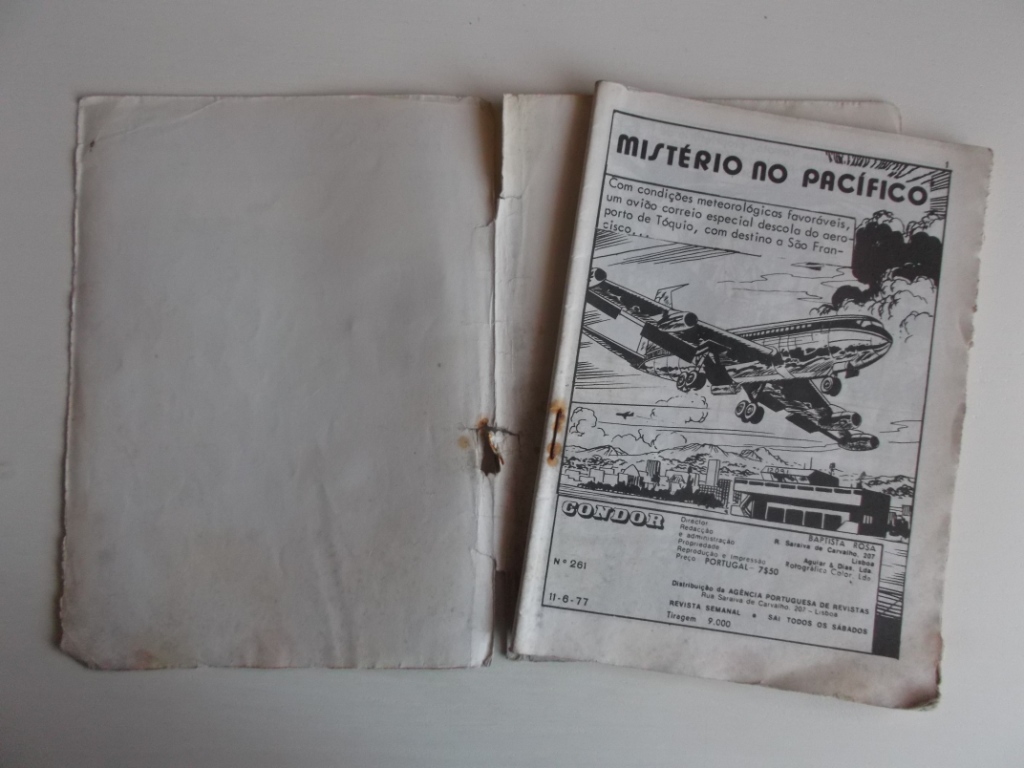 1
MISTÉRIO NO PACÍFICO
Com condições meteorológicas favoráveis,
um avião correio especial descola do aero-
porto de Tóquio, com destino a São Fran-
cisco...
CONDOR
Director BAPTISTA ROSA
Redacção
e administração R. Saraiva de Carvalho, 207
Lisboa
Propriedade Aguiar & Dias, Lda.
Reprodução e impressão Rotográfica Color, Lda.
Preço: PORTUGAL - 7$50
Nº 261
Distribuição da AGÊNCIA PORTUGUESA DE REVISTAS
Rua Saraiva de Carvalho, 207 - Lisboa
11-6-77
REVISTA SEMANAL • SAI TODOS OS SÁBADOS
Tiragem 9.000